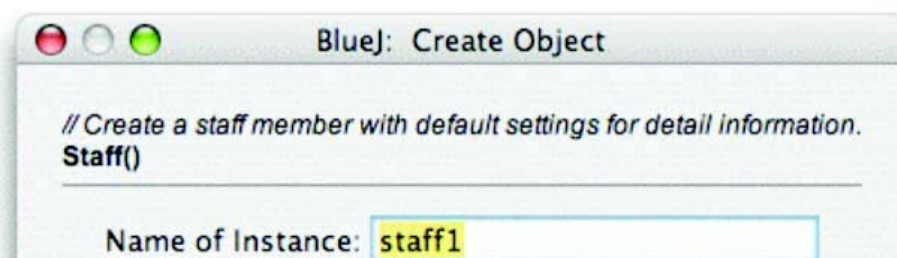 BlueJ: Create Object
// Create a staff member with default settings for detail information.
Staff()
Name of Instance: staff1